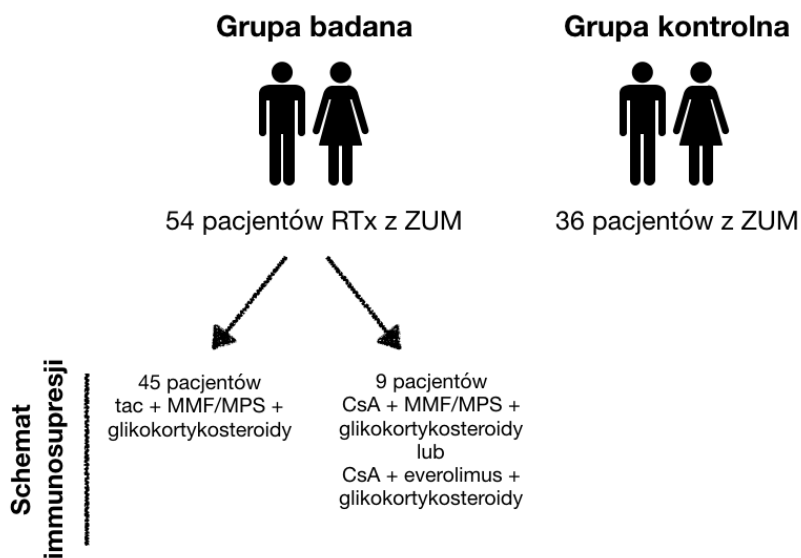 Grupa badana
Grupa kontrolna
54 pacjentów RTx z ZUM
36 pacjentów z ZUM
Schemat
immunosupresji
45 pacjentów
tac + MMF/MPS +
glikokortykosteroidy
9 pacjentów
CsA + MMF/MPS +
glikokortykosteroidy
lub
CsA + everolimus +
glikokortykosteroidy